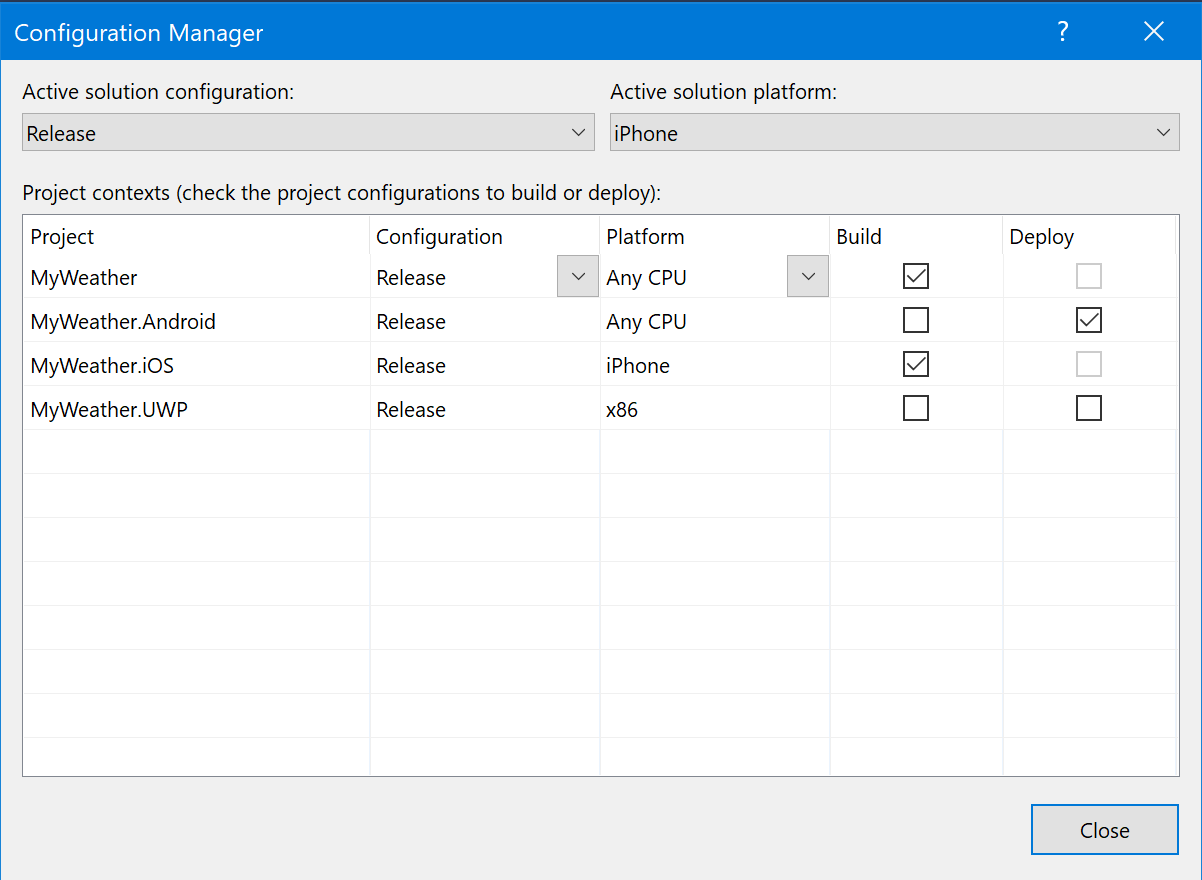 Configuration Manager ?
Active solution configuration: Active solution platform:
Release iPhone
Project contexts (check the project configurations to build or deploy):
Project Configuration Platform Build Deploy
MyWeather Release Any CPU
MyWeather.Android Release Any CPU
MyWeather.iOS Release iPhone
MyWeather.UWP Release x86
Close